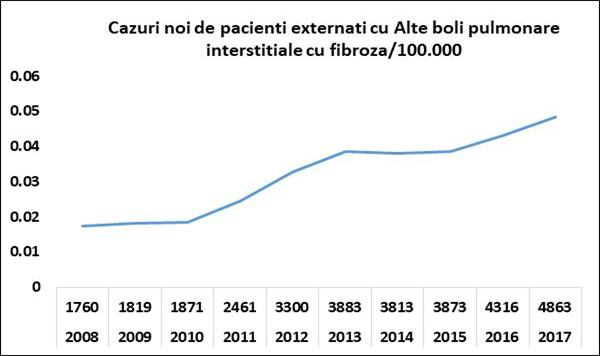 Cazuri noi de pacienti externati cu Alte boli pulmonare
interstitiale cu fibroza/100.000
0.06
0.05
0.04
0.03
0.02
0.01
0
1760 1819 1871 2461 3300 3883 3813 3873 4316 4863
2008 2009 2010 2011 2012 2013 2014 2015 2016 2017